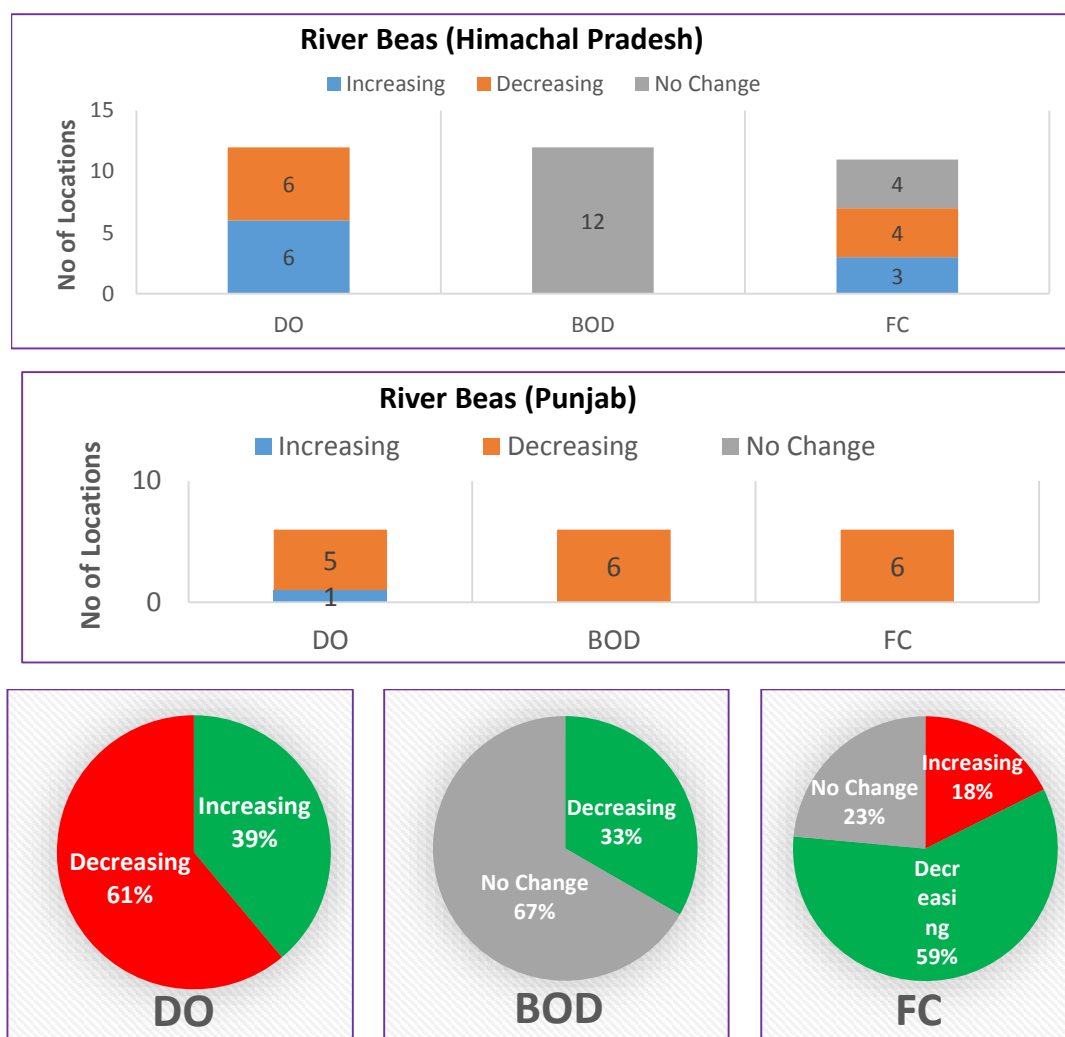 River Beas (Himachal Pradesh)
Increasing Decreasing No Change
No of Locations
15
10
5
0
6
6
12
4
4
3
DO BOD FC
River Beas (Punjab)
Increasing Decreasing No Change
No of Locations
10
0
5
1
6
6
DO BOD FC
Increasing
39%
Decreasing
61%
DO
Decreasing
33%
No Change
67%
BOD
Increasing
18%
No Change
23%
Decr
easi
ng
59%
FC